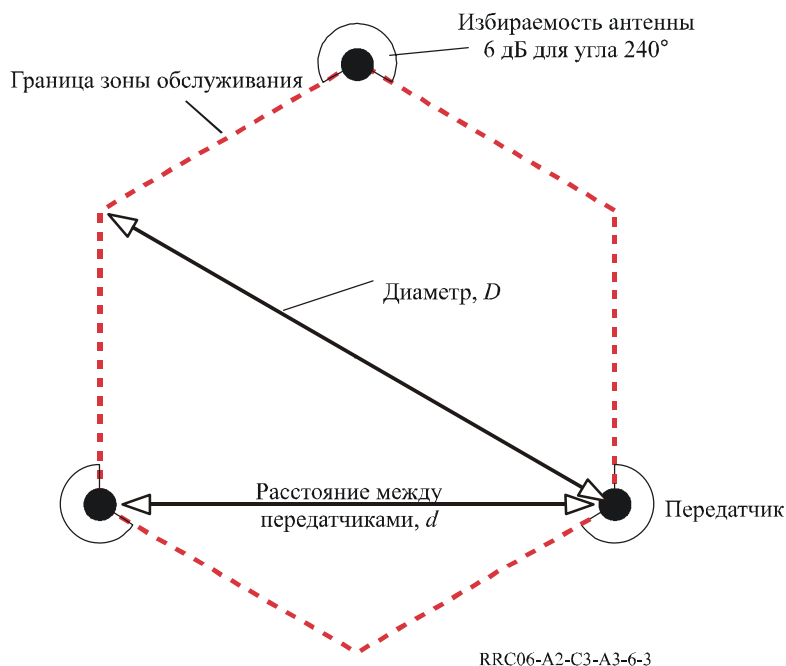 Избираемость антенны
6 дБ для угла 240°
Граница зоны обслуживания
Диаметр, D
Расстояние между
передатчиками, d
Передатчик
RRC06-A2-C3-A3-6-3